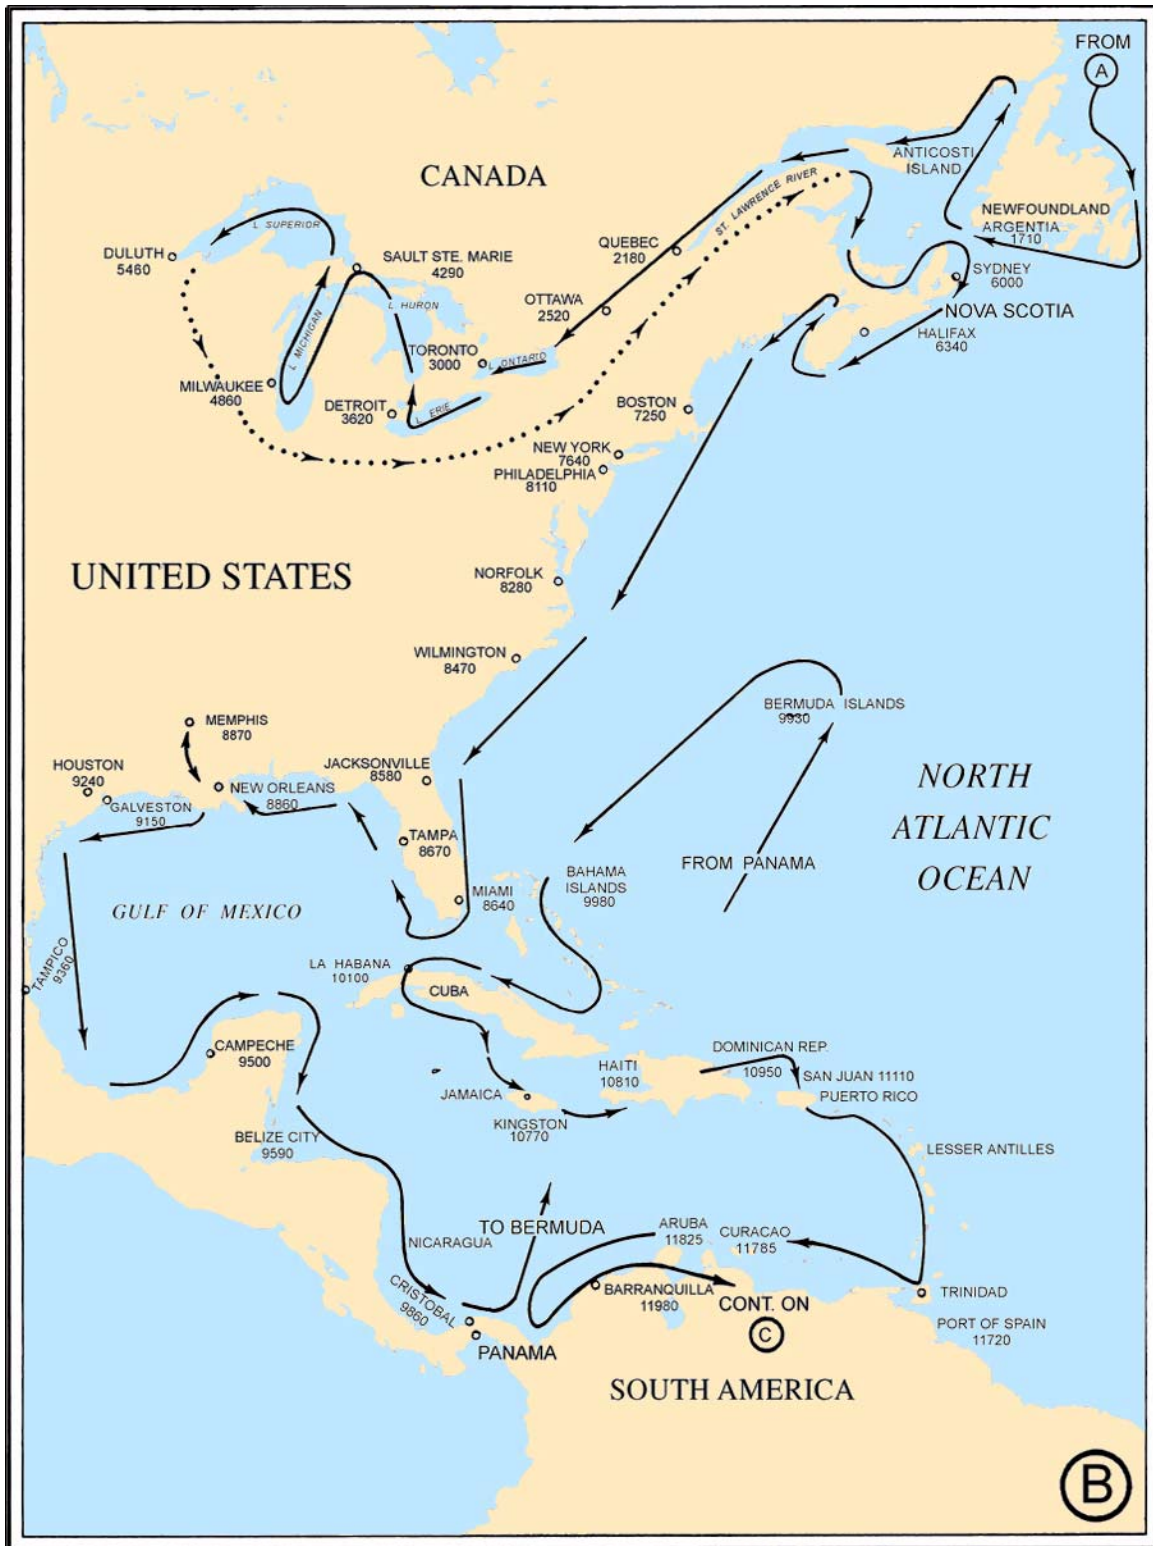 FROM
A
CANADA
ANTICOSTI
ISLAND
ST. LAWRENCE RIVER
NEWFOUNDLAND
ARGENTIA
1710
L SUPERIOR
DULUTH
5460
SAULT STE. MARIE
4290
QUEBEC
2180
SYDNEY
6000
OTTAWA
2520
L HURON
NOVA SCOTIA
HALIFAX
6340
L MICHIGAN
TORONTO
3000
L ONTARIO
MILWAUKEE
4860
DETROIT
3620
L ERIE
BOSTON
7250
NEW YORK
7640
PHILADELPHIA
8110
UNITED STATES
NORFOLK
8280
WILMINGTON
8470
BERMUDA ISLANDS
9930
MEMPHIS
8870
HOUSTON
9240
JACKSONVILLE
8580
NEW ORLEANS
8860
GALVESTON
9150
NORTH
ATLANTIC
OCEAN
TAMPA
8670
FROM PANAMA
BAHAMA
ISLANDS
9980
MIAMI
8640
GULF OF MEXICO
TAMPICO
9360
LA HABANA
10100
CUBA
CAMPECHE
9500
DOMINICAN REP.
10950
HAITI
10810
SAN JUAN 11110
PUERTO RICO
JAMAICA
KINGSTON
10770
BELIZE CITY
9590
LESSER ANTILLES
TO BERMUDA
ARUBA
11825
CURACAO
11785
NICARAGUA
CRISTOBAL
9860
BARRANQUILLA
11980
TRINIDAD
CONT. ON
C
PORT OF SPAIN
11720
PANAMA
SOUTH AMERICA
B